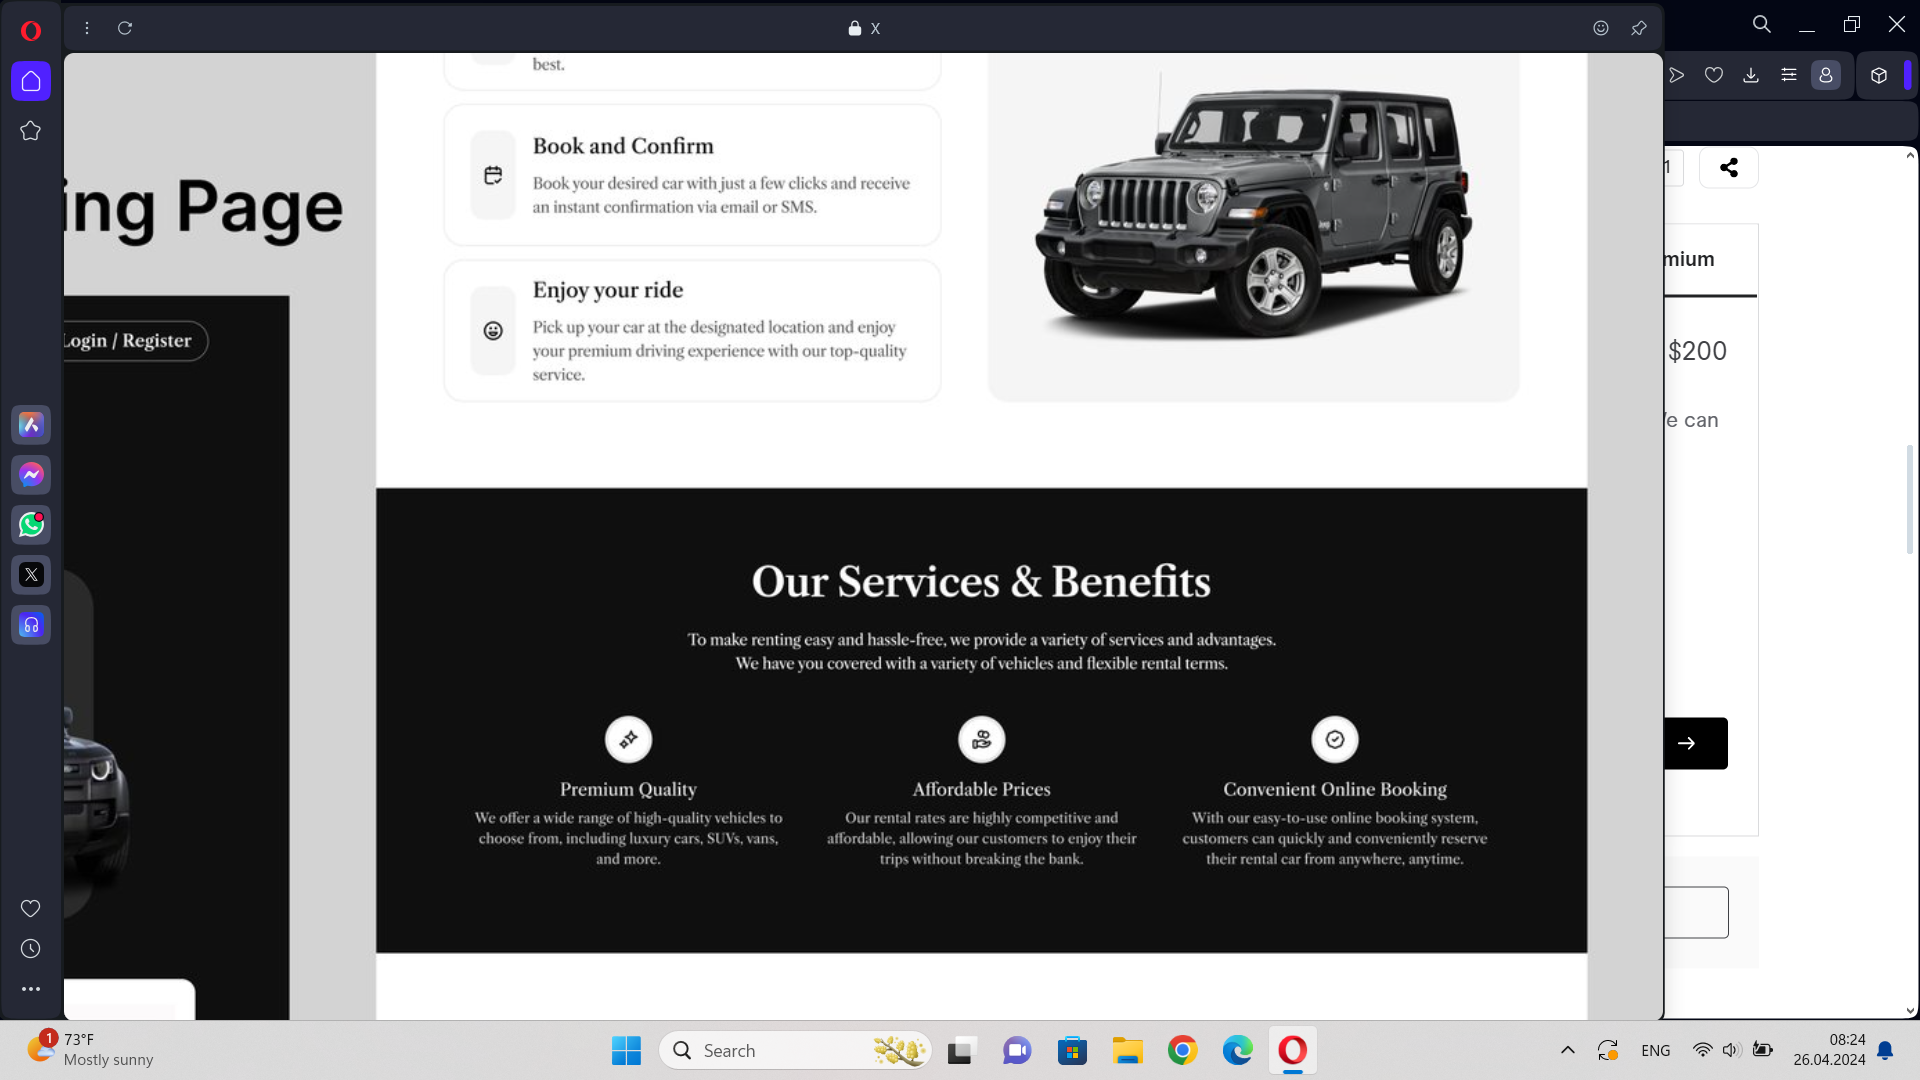 X
best.
Book and Confirm
Book your desired car with just a few clicks and receive
an instant confirmation via email or SMS.
Enjoy your ride
Pick up your car at the designated location and enjoy
your premium driving experience with our top-quality
service.
ing Page
Login / Register
Our Services & Benefits
To make renting easy and hassle-free, we provide a variety of services and advantages.
We have you covered with a variety of vehicles and flexible rental terms.
Premium Quality
We offer a wide range of high-quality vehicles to
choose from, including luxury cars, SUVs, vans,
and more.
Affordable Prices
Our rental rates are highly competitive and
affordable, allowing our customers to enjoy their
trips without breaking the bank.
Convenient Online Booking
With our easy-to-use online booking system,
customers can quickly and conveniently reserve
their rental car from anywhere, anytime.
1
mium
$200
e can
1
73°F
Mostly sunny
Search
ENG
08:24
26.04.2024